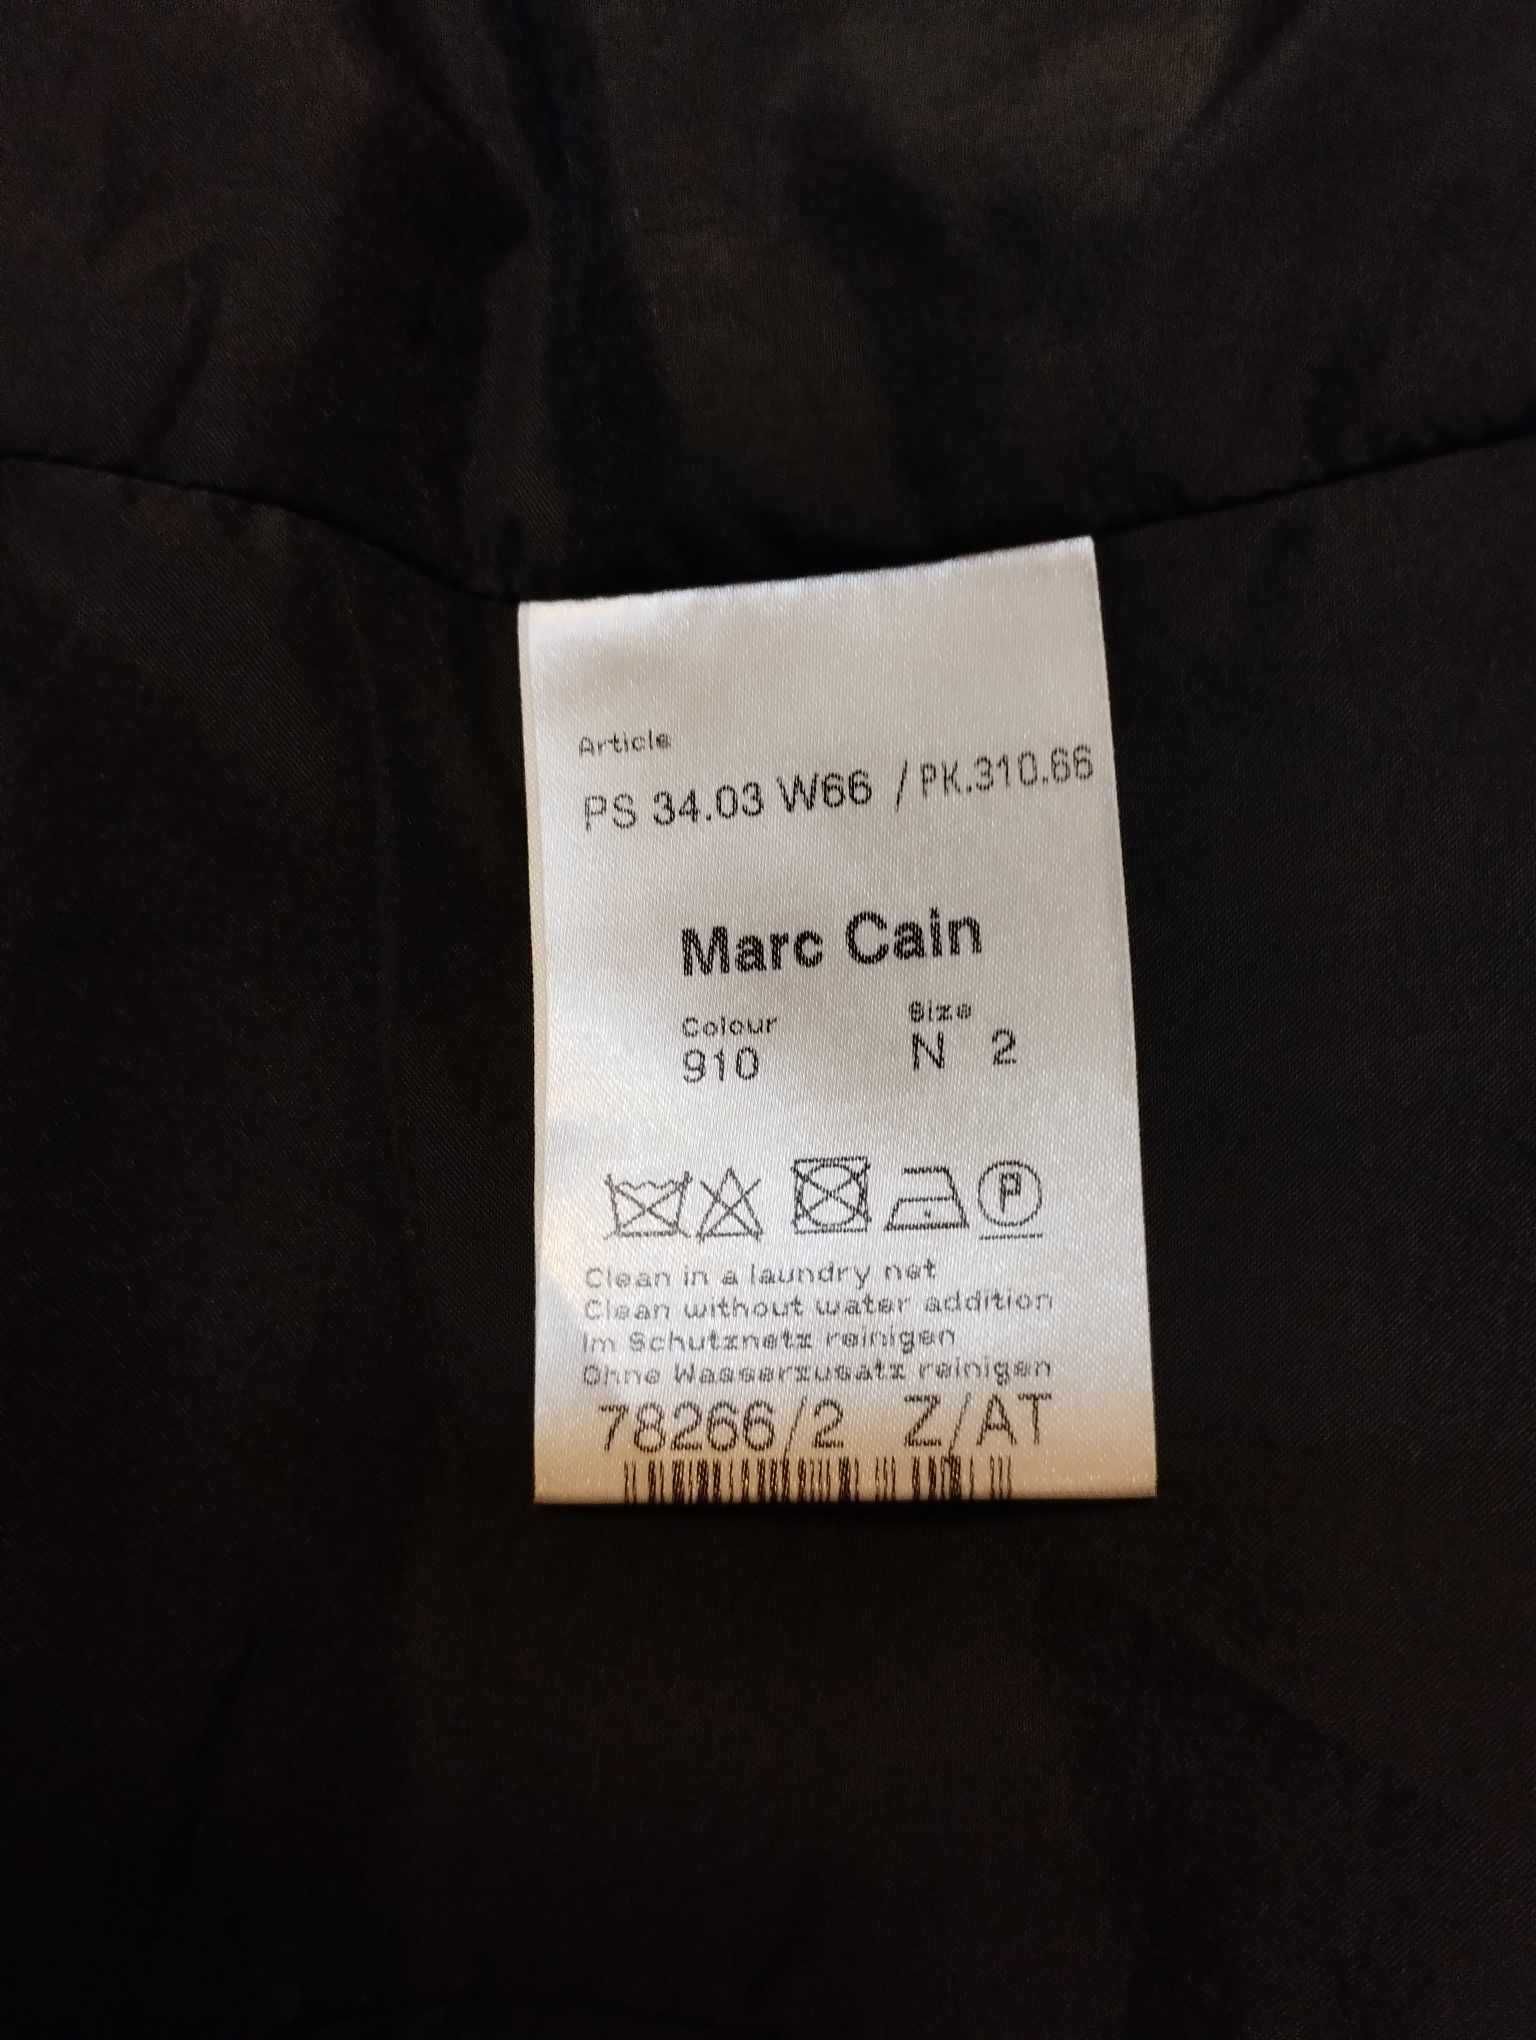 Article
PS 34.03 W66 / PK.310.66
Marc Cain
Colour Size
910 N 2
P
Clean in a laundry net
Clean without water addition
Im Schutznetz reinigen
Ohne Wasserzusatz reinigen
78266/2 Z/AT